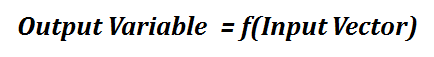 Output Variable = f(Input Vector)